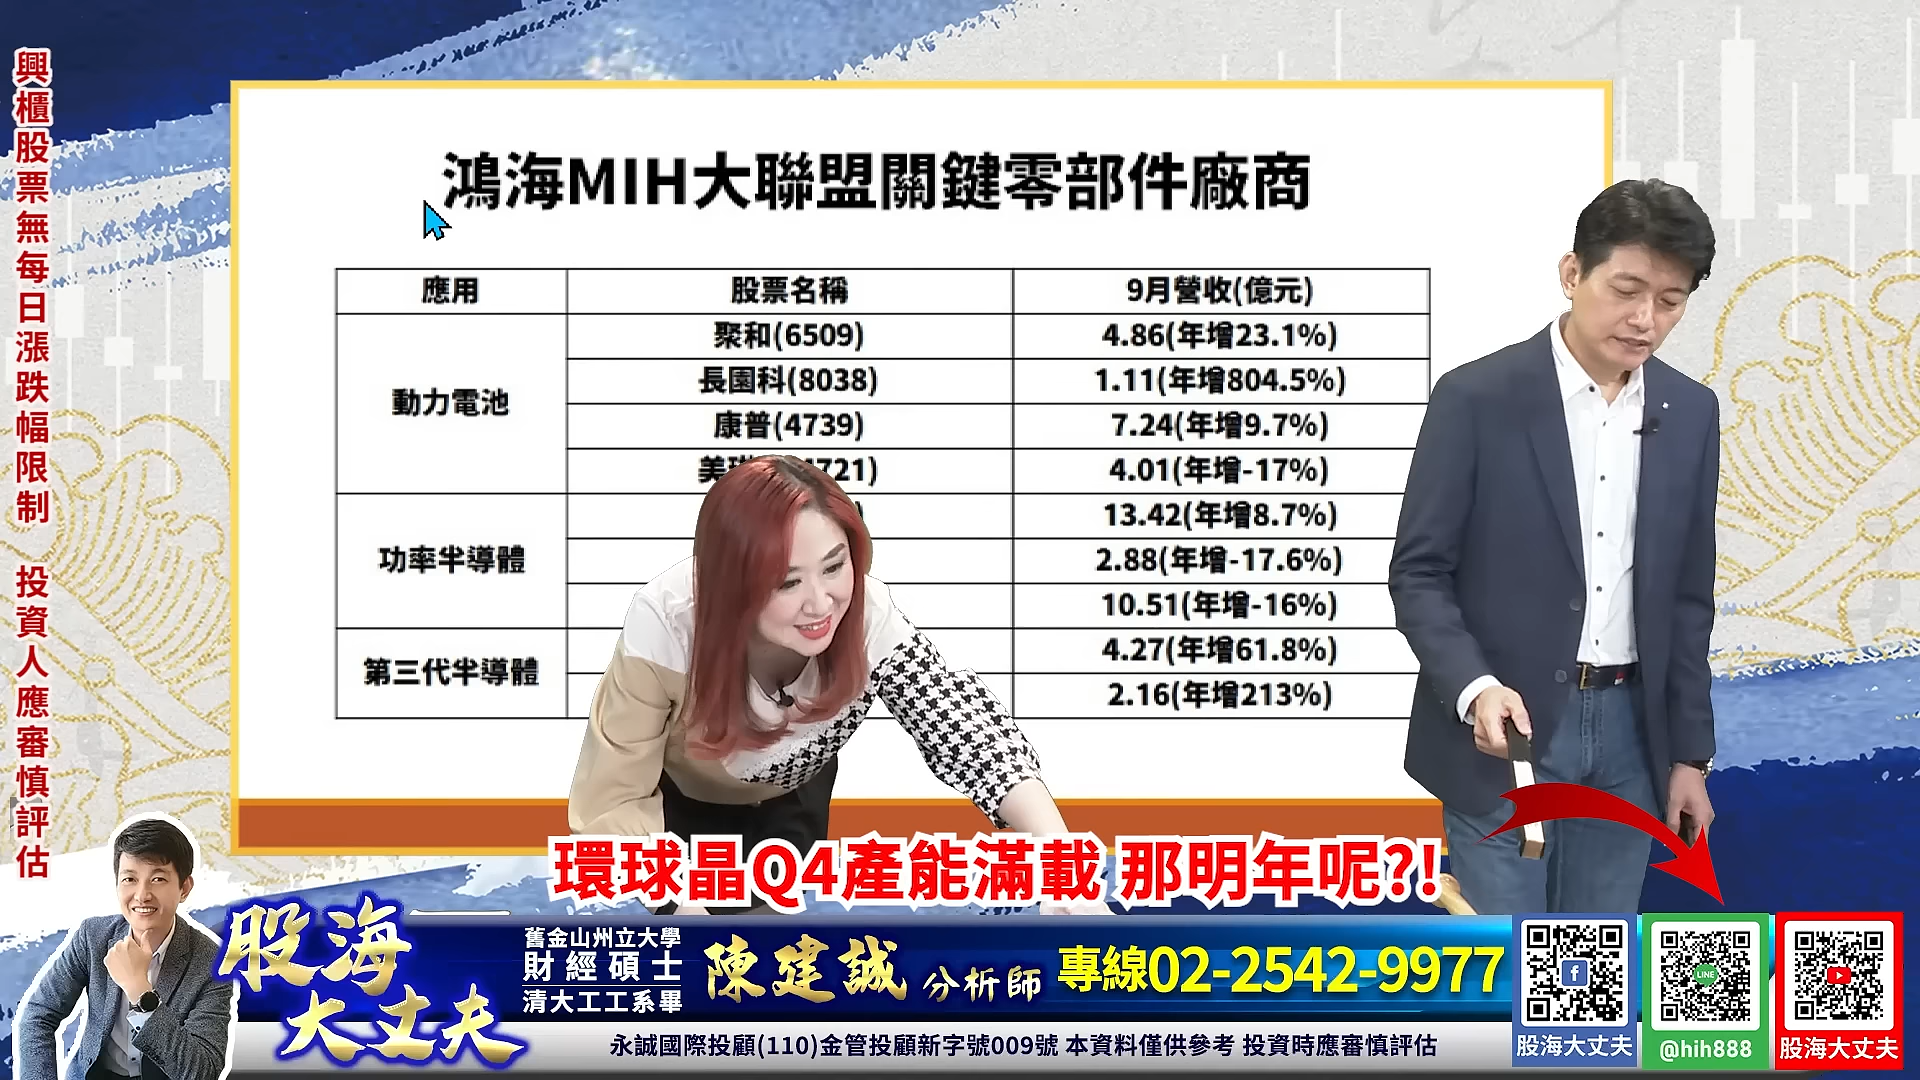 興櫃股票無每日漲跌幅限制 投資人應審慎評估
鴻海MIH大聯盟關鍵零部件廠商
應用 股票名稱 9月營收(億元)
動力電池 聚和(6509) 4.86(年增23.1%)
長園科(8038) 1.11(年增804.5%)
康普(4739) 7.24(年增9.7%)
美 4721) 4.01(年增-17%)
功率半導體 13.42(年增8.7%)
2.88(年增-17.6%)
10.51(年增-16%)
第三代半導體 4.27(年增61.8%)
2.16(年增213%)
環球晶Q4產能滿載 那明年呢?!
股海大丈夫
舊金山州立大學
財經碩士
清大工工系畢
陳建誠 分析師
專線02-2542-9977
永誠國際投顧(110)金管投顧新字號009號 本資料僅供參考 投資時應審慎評估
股海大丈夫
LINE
@hih888
股海大丈夫